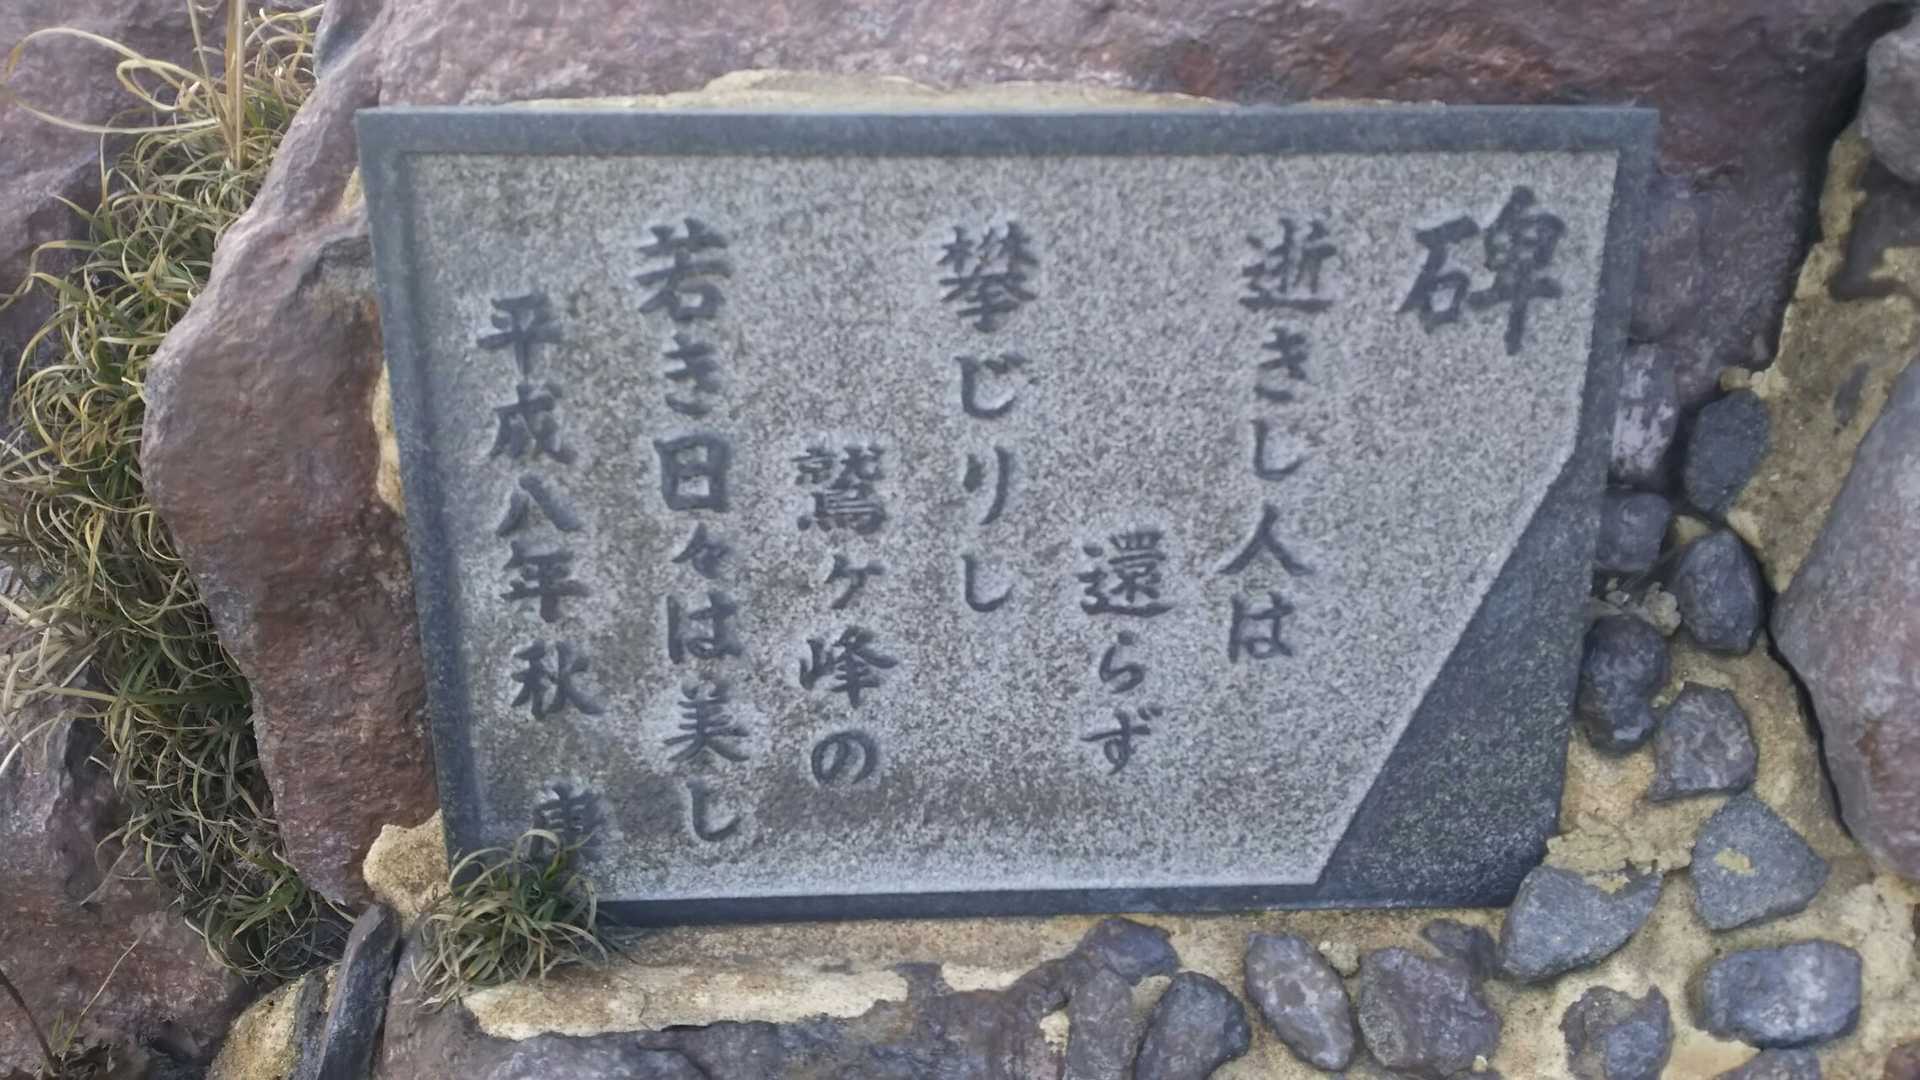 碑
逝きし人は
還らず
攀じりし
鷲ヶ峰の
若き日々は美し
平成八年秋